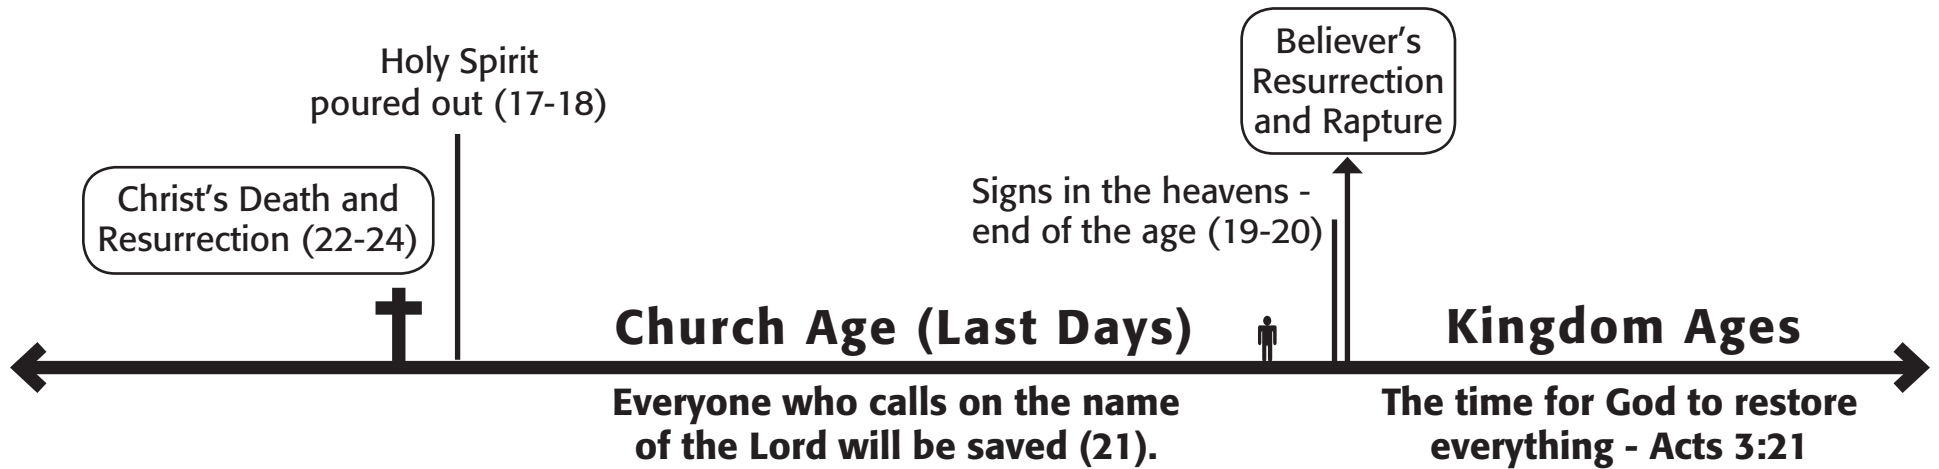 Holy Spirit
poured out (17-18)
Christ's Death and
Resurrection (22-24)
Signs in the heavens -
end of the age (19-20)
Believer's
Resurrection
and Rapture
Church Age (Last Days)
Everyone who calls on the name
of the Lord will be saved (21).
Kingdom Ages
The time for God to restore
everything - Acts 3:21